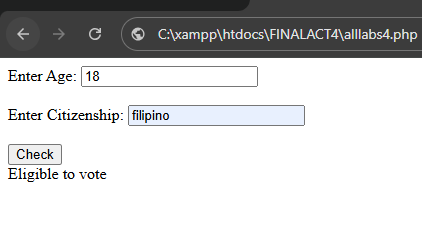 C:\xampp\htdocs\FINALACT4\alllabs4.php
Enter Age: 18
Enter Citizenship: filipino
Check
Eligible to vote